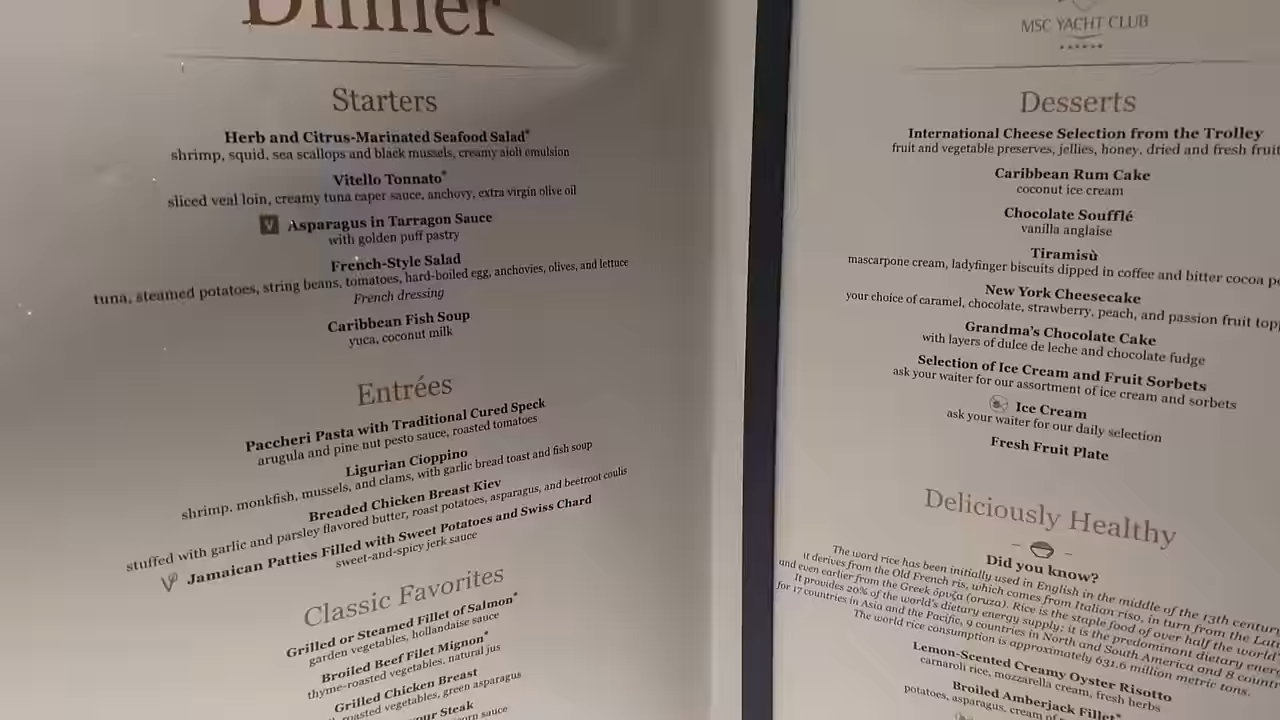 Dinner
Starters
Herb and Citrus-Marinated Seafood Salad*
shrimp, squid, sea scallops and black mussels, creamy aioli emulsion
Vitello Tonnato*
sliced veal loin, creamy tuna caper sauce, anchovy, extra virgin olive oil
V Asparagus in Tarragon Sauce
with golden puff pastry
French-Style Salad
tuna, steamed potatoes, string beans, tomatoes, hard-boiled egg, anchovies, olives, and lettuce
French dressing
Caribbean Fish Soup
yuca, coconut milk
Entrées
Paccheri Pasta with Traditional Cured Speck
arugula and pine nut pesto sauce, roasted tomatoes
Ligurian Cioppino
shrimp, monkfish, mussels, and clams, with garlic bread toast and fish soup
Breaded Chicken Breast Kiev
stuffed with garlic and parsley flavored butter, roast potatoes, asparagus, and beetroot coulis
V Jamaican Patties Filled with Sweet Potatoes and Swiss Chard
sweet-and-spicy jerk sauce
Classic Favorites
Grilled or Steamed Fillet of Salmon*
garden vegetables, hollandaise sauce
Broiled Beef Filet Mignon*
thyme-roasted vegetables, natural jus
Grilled Chicken Breast
roasted vegetables, green asparagus
Steak
sauce
MSC YACHT CLUB
Desserts
International Cheese Selection from the Trolley
fruit and vegetable preserves, jellies, honey, dried and fresh fruit
Caribbean Rum Cake
coconut ice cream
Chocolate Soufflé
vanilla anglaise
Tiramisù
mascarpone cream, ladyfinger biscuits dipped in coffee and bitter cocoa
New York Cheesecake
your choice of caramel, chocolate, strawberry, peach, and passion fruit
Grandma's Chocolate Cake
with layers of dulce de leche and chocolate fudge
Selection of Ice Cream and Fruit Sorbets
ask your waiter for our assortment of ice cream and sorbets
Ice Cream
ask your waiter for our daily selection
Fresh Fruit Plate
Deliciously Healthy
Did you know?
The word rice has been initially used in English in the middle of the 13th
it derives from the Old French ris, which comes from Italian riso, in turn from the
and even earlier from the Greek όρυζα (oruza). Rice is the staple food of over half the world
It provides 20% of the world's dietary energy supply; it is the predominant dietary
for 17 countries in Asia and the Pacific, 9 countries in North and South America and 8
The world rice consumption is approximately 631.6 million metric tons.
Lemon-Scented Creamy Oyster Risotto
carnaroli rice, mozzarella cream, fresh herbs
Broiled Amberjack Fillet*
potatoes, asparagus, cream of